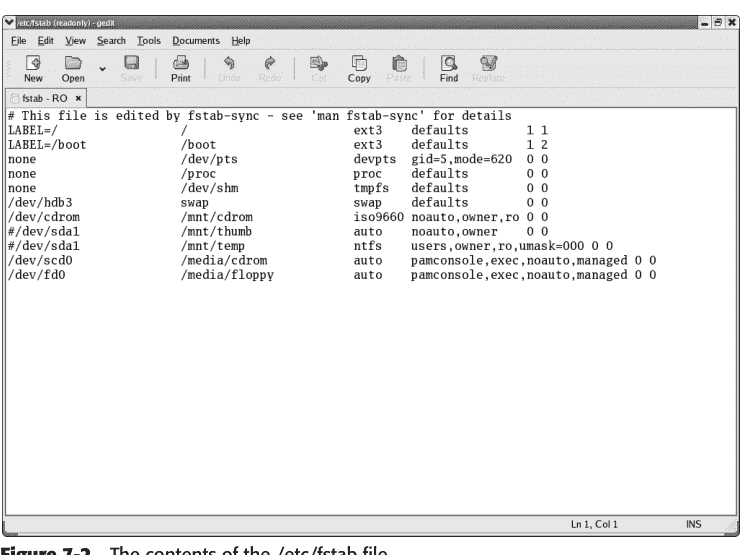 /etc/fstab (readonly) - gedit
File Edit View Search Tools Documents Help
New Open Save Print Undo Redo Cut Copy Paste Find Replace
fstab - RO
# This file is edited by fstab-sync - see 'man fstab-sync' for details
LABEL=/ / ext3 defaults 1 1
LABEL=/boot /boot ext3 defaults 1 2
none /dev/pts devpts gid=5,mode=620 0 0
none /proc proc defaults 0 0
none /dev/shm tmpfs defaults 0 0
/dev/hdb3 swap swap defaults 0 0
/dev/cdrom /mnt/cdrom iso9660 noauto,owner,ro 0 0
#/dev/sda1 /mnt/thumb auto noauto,owner 0 0
#/dev/sda1 /mnt/temp ntfs users,owner,ro,umask=000 0 0
/dev/scd0 /media/cdrom auto pamconsole,exec,noauto,managed 0 0
/dev/fd0 /media/floppy auto pamconsole,exec,noauto,managed 0 0
Ln 1, Col 1 INS
Figure 7-2 The contents of the /etc/fstab file